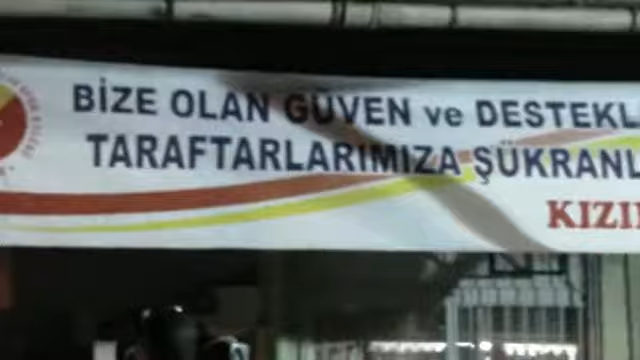 BİZE OLAN GÜVEN ve DESTEKL
TARAFTARLARIMIZA ŞÜKRANL
KIZI